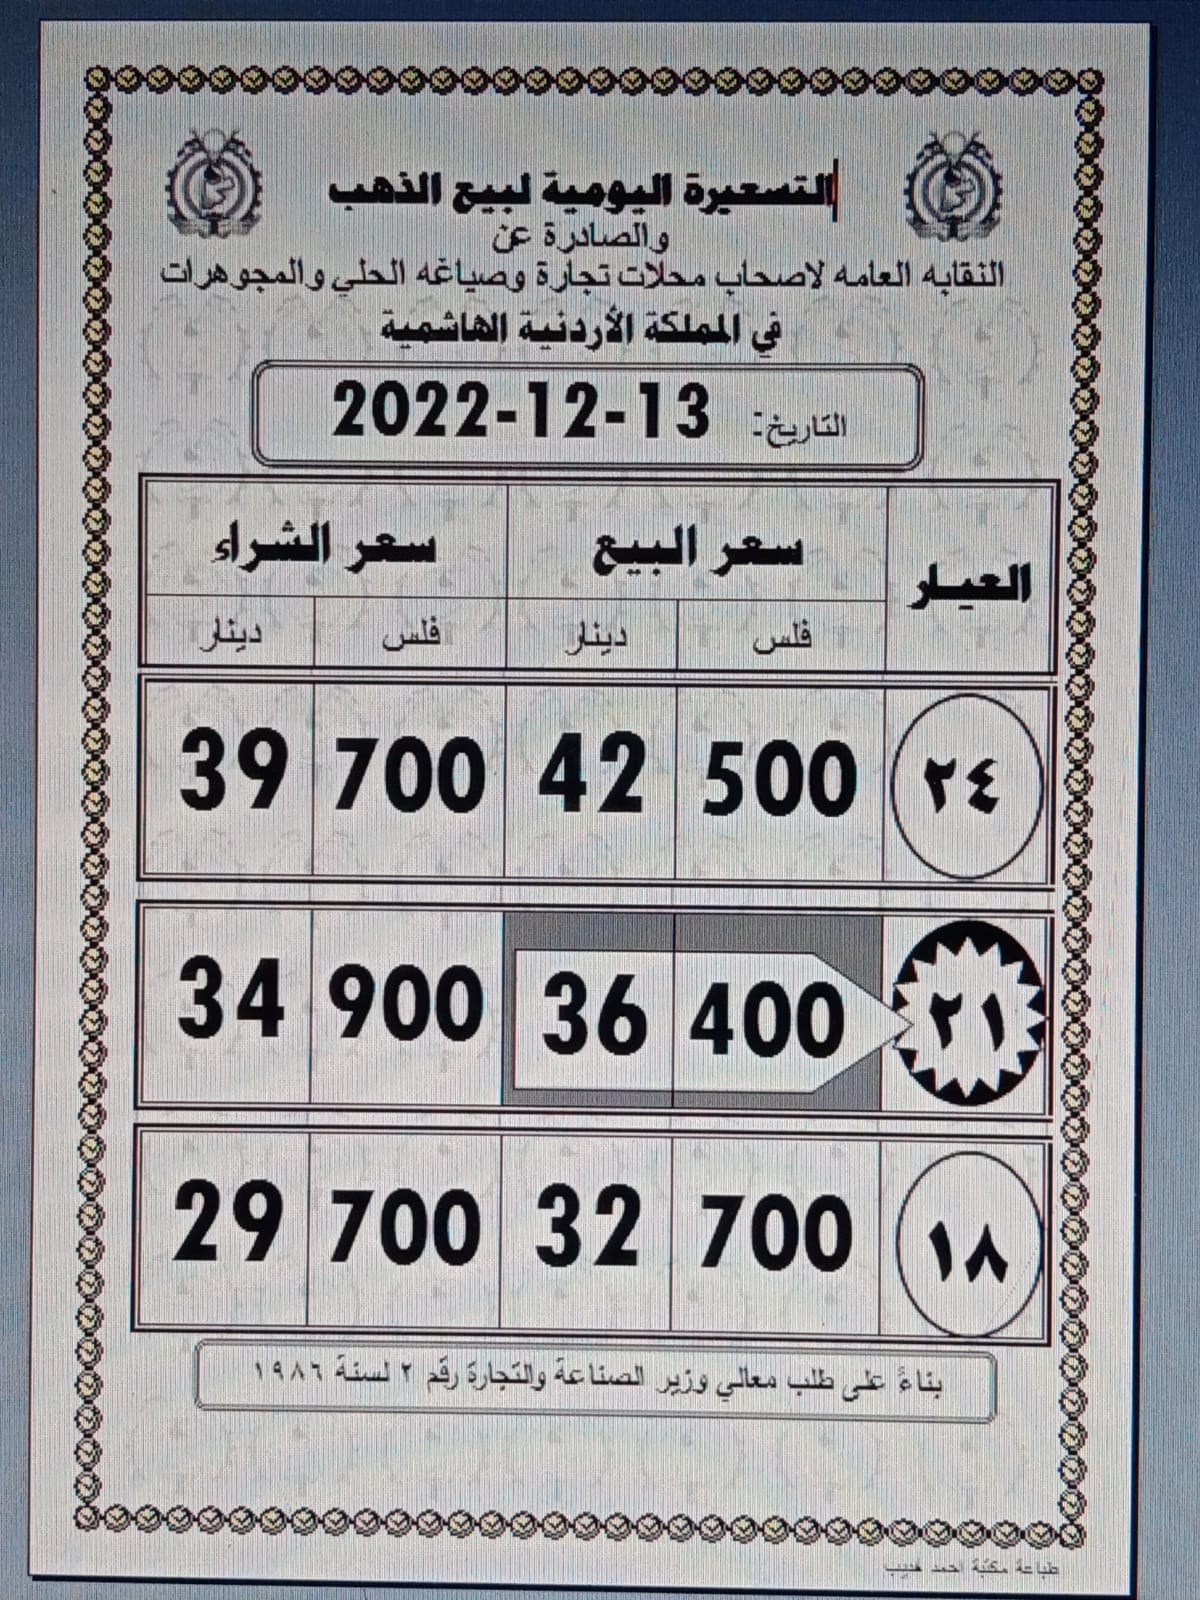 التسعيرة اليومية لبيع الذهب
والصادرة عن
النقابه العامه لاصحاب محلات تجارة وصياغه الحلي والمجوهرات
في المملكة الأردنية الهاشمية
التاريخ: 13-12-2022
العيار سعر البيع سعر الشراء
فلس دينار فلس دينار
٢٤ 500 42 700 39
٢١ 400 36 900 34
١٨ 700 32 700 29
بناءً على طلب معالي وزير الصناعة والتجارة رقم ٢ لسنة ١٩٨٦
طباعة مكتبة احمد